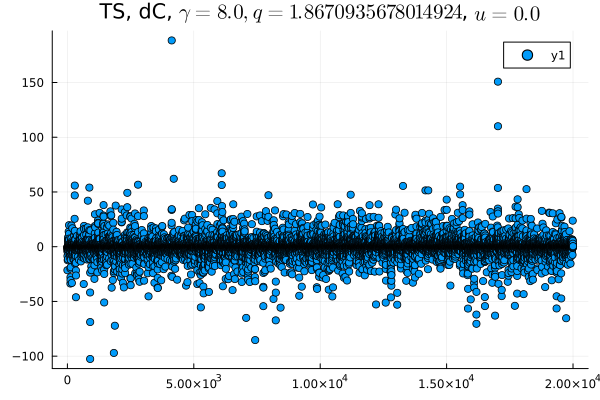 TS, dC, γ = 8.0, q = 1.8670935678014924, u = 0.0
y1
150
100
50
0
−50
−100
0 5.00×10³ 1.00×10⁴ 1.50×10⁴ 2.00×10⁴